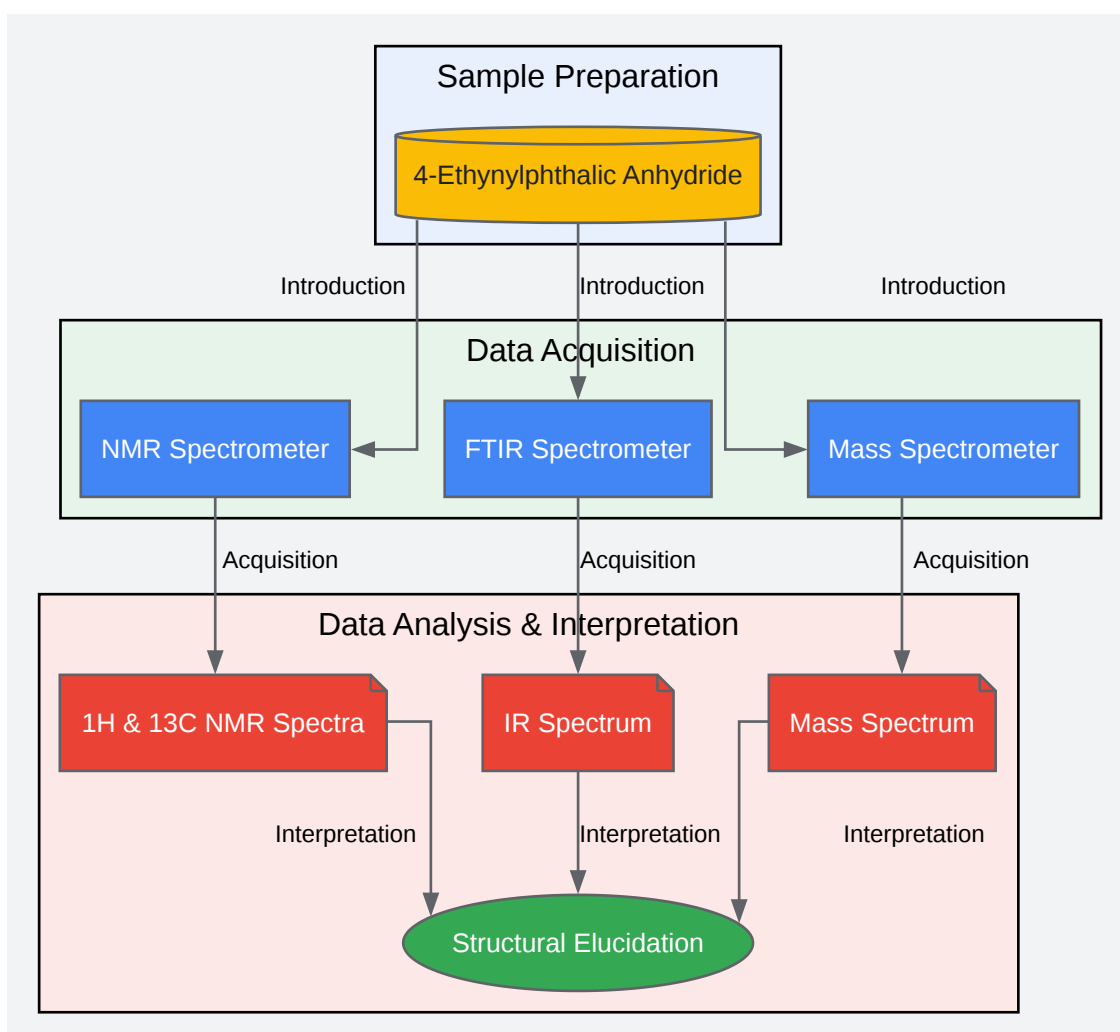 Sample Preparation
4-Ethynylphthalic Anhydride
Introduction
Introduction
Introduction
Data Acquisition
NMR Spectrometer
FTIR Spectrometer
Mass Spectrometer
Acquisition
Acquisition
Acquisition
Data Analysis & Interpretation
1H & 13C NMR Spectra
IR Spectrum
Mass Spectrum
Interpretation
Interpretation
Interpretation
Structural Elucidation